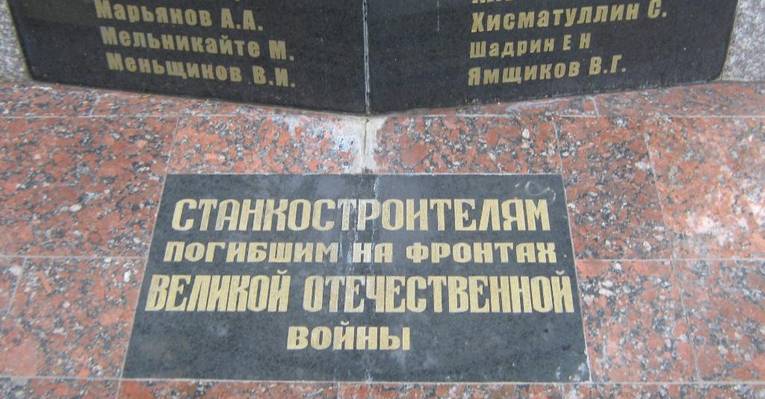 Марьянов А.А.
Мельникайте М.
Меньщиков В.И.
Хисматуллин С.
Шадрин Е Н
Ямщиков В.Г.
СТАНКОСТРОИТЕЛЯМ
ПОГИБШИМ НА ФРОНТАХ
ВЕЛИКОЙ ОТЕЧЕСТВЕННОЙ
ВОЙНЫ